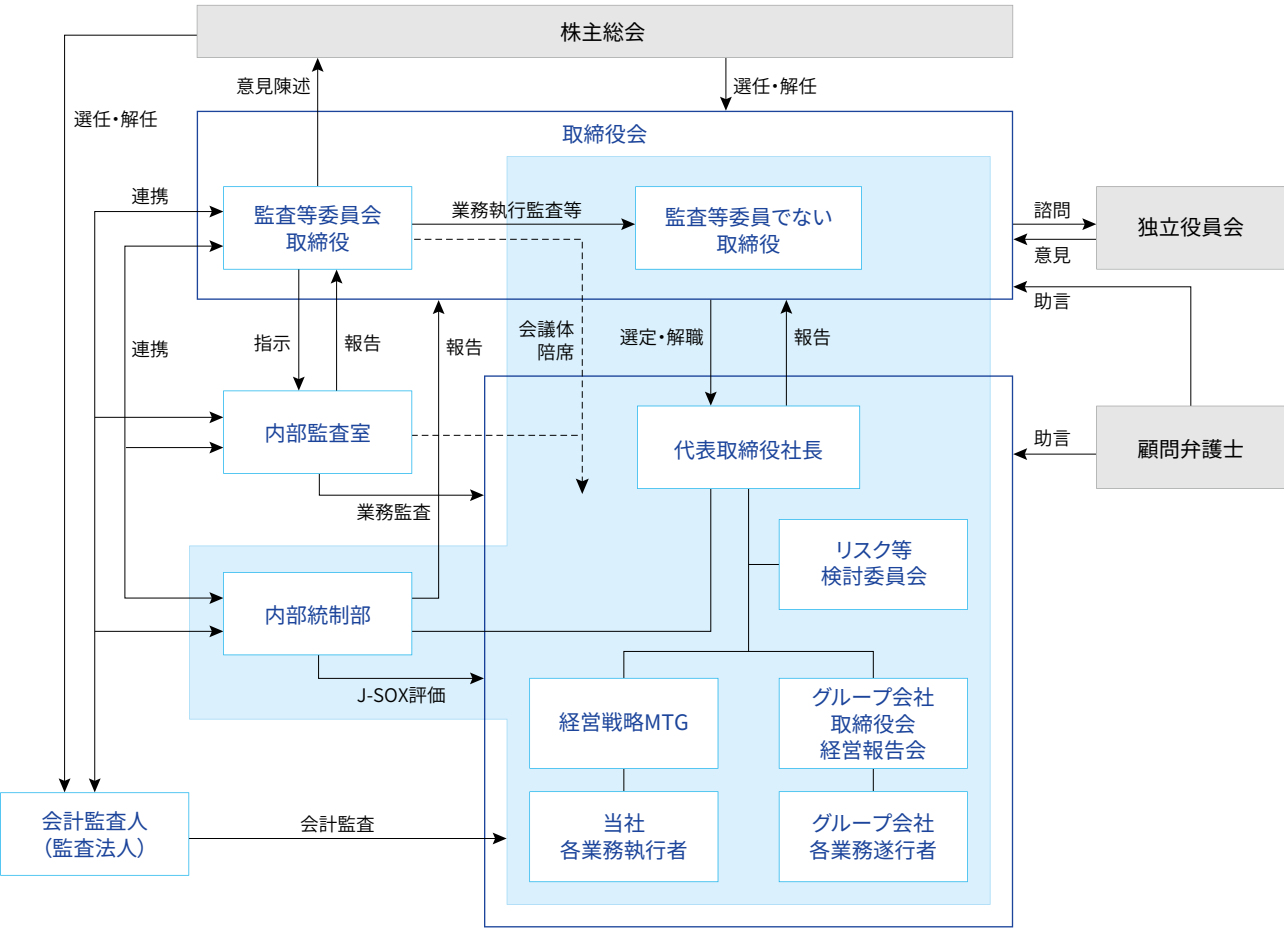 株主総会
意見陳述
選任・解任
選任・解任
取締役会
連携
監査等委員会
取締役
業務執行監査等
監査等委員でない
取締役
諮問
意見
独立役員会
助言
連携
指示
報告
報告
会議体
陪席
選定・解職
報告
内部監査室
代表取締役社長
助言
顧問弁護士
業務監査
リスク等
検討委員会
内部統制部
J-SOX評価
経営戦略MTG
グループ会社
取締役会
経営報告会
会計監査人
（監査法人）
会計監査
当社
各業務執行者
グループ会社
各業務遂行者